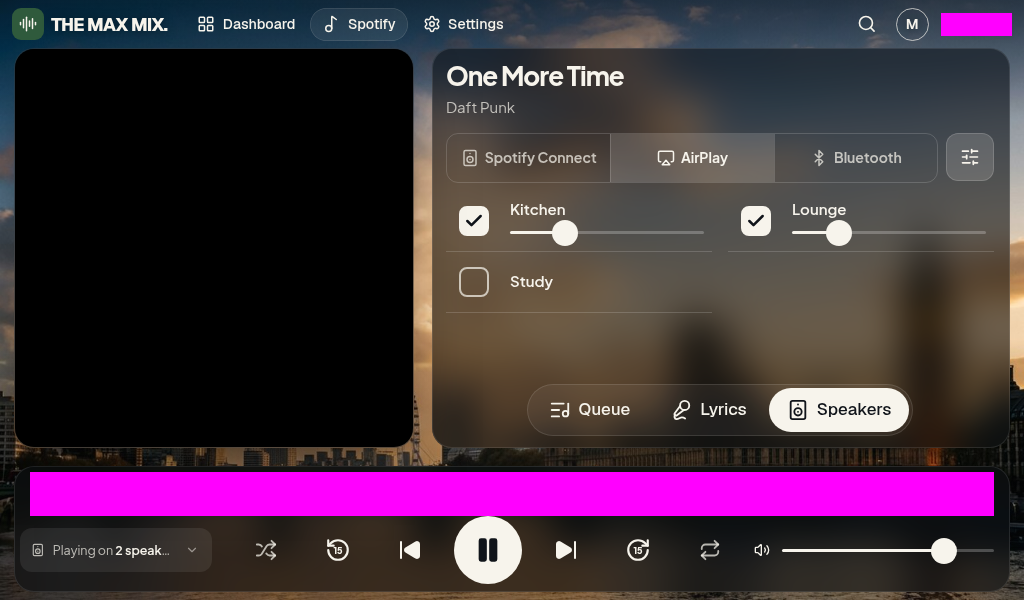 THE MAX MIX.
Dashboard
Spotify
Settings
M
One More Time
Daft Punk
Spotify Connect
AirPlay
Bluetooth
Kitchen
Lounge
Study
Queue
Lyrics
Speakers
Playing on 2 speak...
15
15